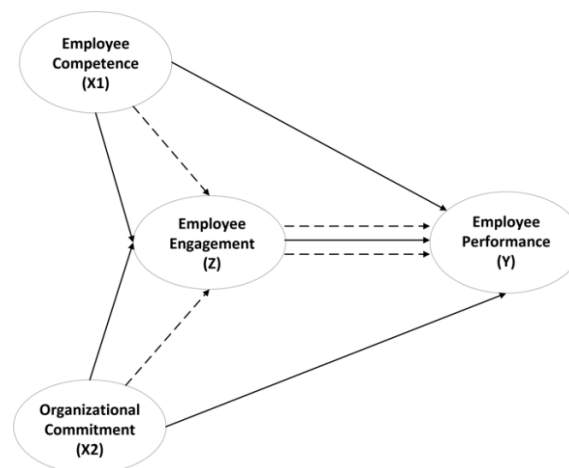 Employee
Competence
(X1)
Employee
Engagement
(Z)
Employee
Performance
(Y)
Organizational
Commitment
(X2)